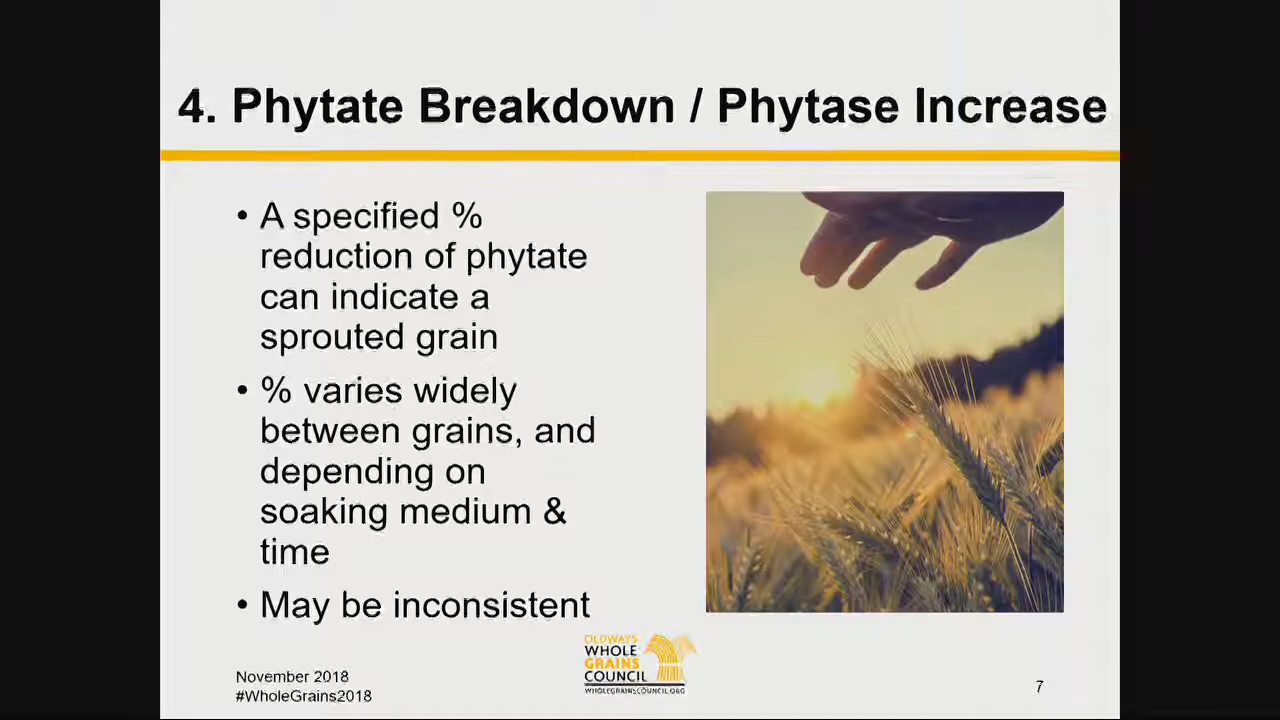 4. Phytate Breakdown / Phytase Increase
• A specified %
reduction of phytate
can indicate a
sprouted grain
• % varies widely
between grains, and
depending on
soaking medium &
time
• May be inconsistent
OLDWAYS
WHOLE
GRAINS
COUNCIL
WHOLEGRAINSCOUNCIL.ORG
November 2018
#WholeGrains2018
7